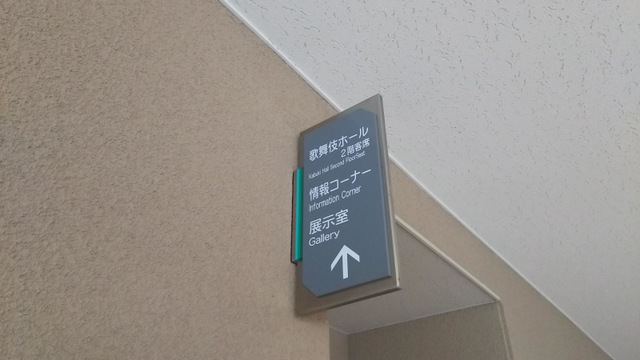 歌舞伎ホール
2階客席
Kabuki Hall Second Floor Seat
情報コーナー
Information Corner
展示室
Gallery